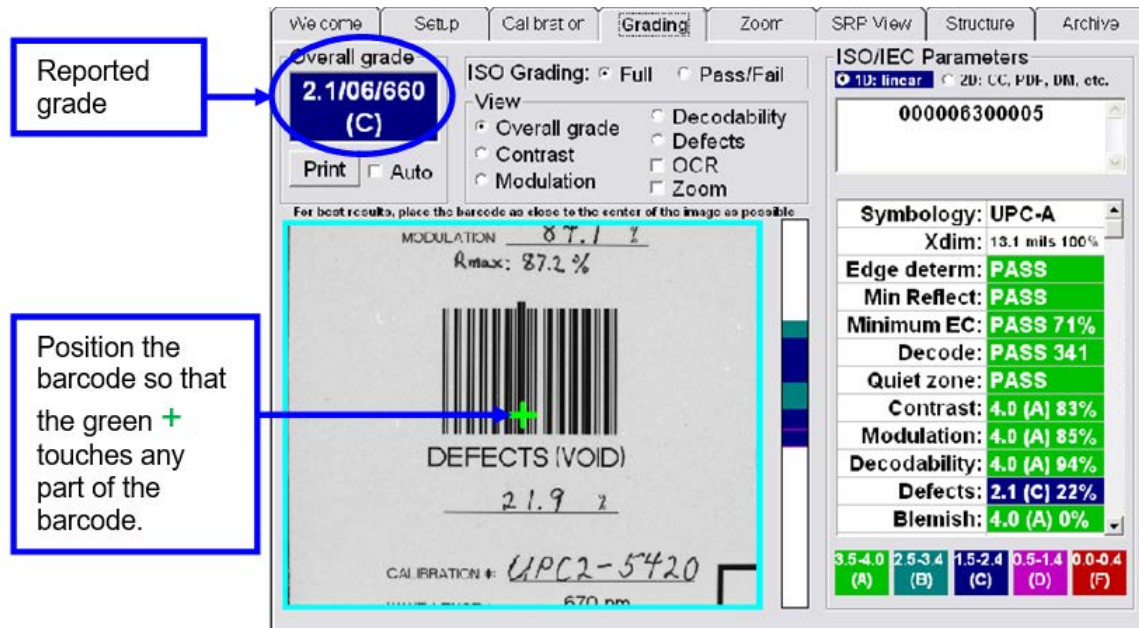 Reported
grade
Position the
barcode so that
the green +
touches any
part of the
barcode.
Welcome Setup Calibration Grading Zoom SRP View Structure Archive
Overall grade
2.1/06/660
(C)
Print Auto
ISO Grading: Full Pass/Fail
View
Overall grade
Contrast
Modulation
Decodability
Defects
OCR
Zoom
For best results, place the barcode as close to the center of the image as possible
MODULATION 87.1 %
Rmax: 87.2 %
DEFECTS (VOID)
21.9 %
CALIBRATION #: UPC2-5420
670 nm
ISO/IEC Parameters
1D: linear 2D: CC, PDF, DM, etc.
000006300005
Symbology: UPC-A
Xdim: 13.1 mils 100%
Edge determ: PASS
Min Reflect: PASS
Minimum EC: PASS 71%
Decode: PASS 341
Quiet zone: PASS
Contrast: 4.0 (A) 83%
Modulation: 4.0 (A) 85%
Decodability: 4.0 (A) 94%
Defects: 2.1 (C) 22%
Blemish: 4.0 (A) 0%
3.5-4.0 2.5-3.4 1.5-2.4 0.5-1.4 0.0-0.4
(A) (B) (C) (D) (F)